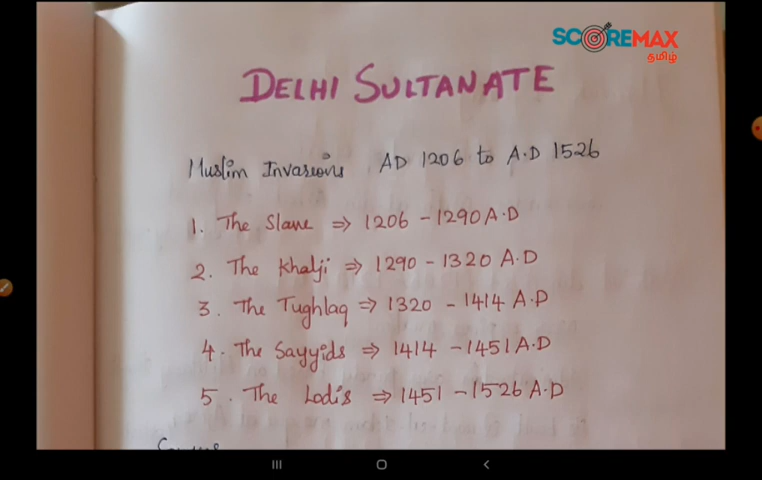 SCOREMAX
தமிழ்
DELHI SULTANATE
Muslim Invasions AD 1206 to A.D 1526
1. The Slave ⇒ 1206 - 1290 A.D
2. The Khalji ⇒ 1290 - 1320 A.D
3. The Tughlaq ⇒ 1320 - 1414 A.D
4. The Sayyids ⇒ 1414 - 1451 A.D
5. The Lodis ⇒ 1451 - 1526 A.D